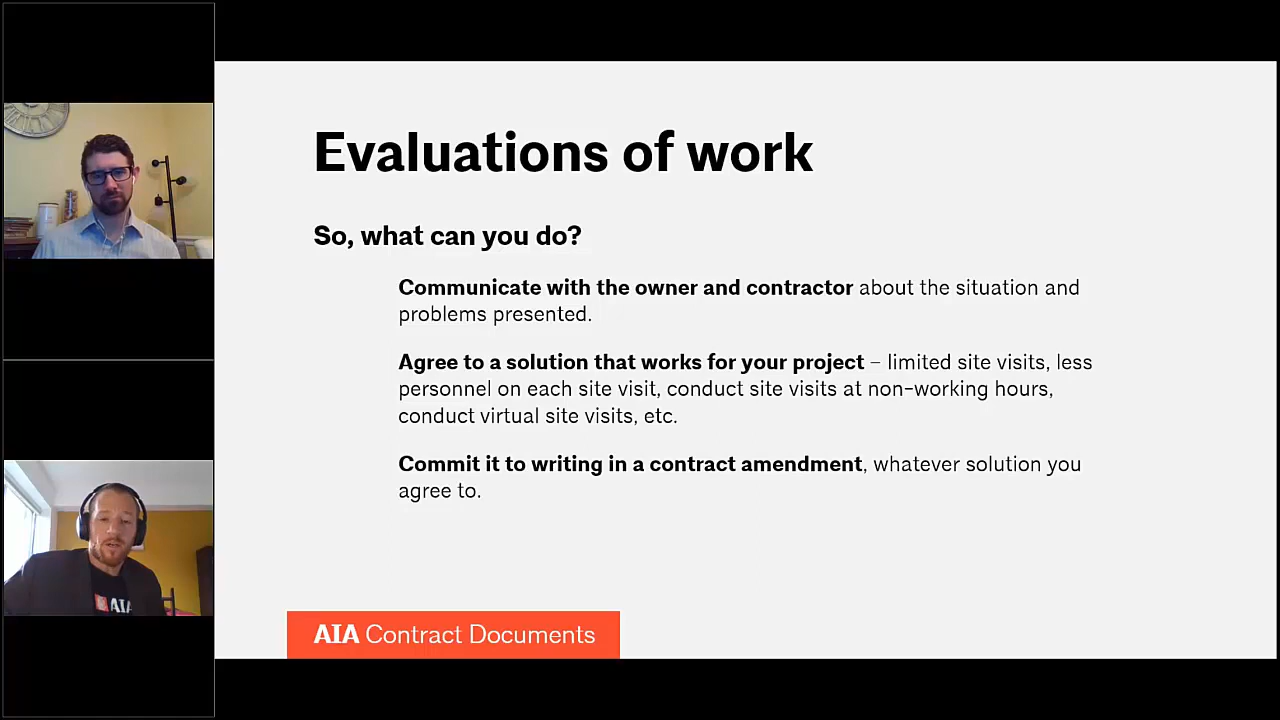 Evaluations of work
So, what can you do?
Communicate with the owner and contractor about the situation and
problems presented.
Agree to a solution that works for your project – limited site visits, less
personnel on each site visit, conduct site visits at non-working hours,
conduct virtual site visits, etc.
Commit it to writing in a contract amendment, whatever solution you
agree to.
AIA Contract Documents
AIA